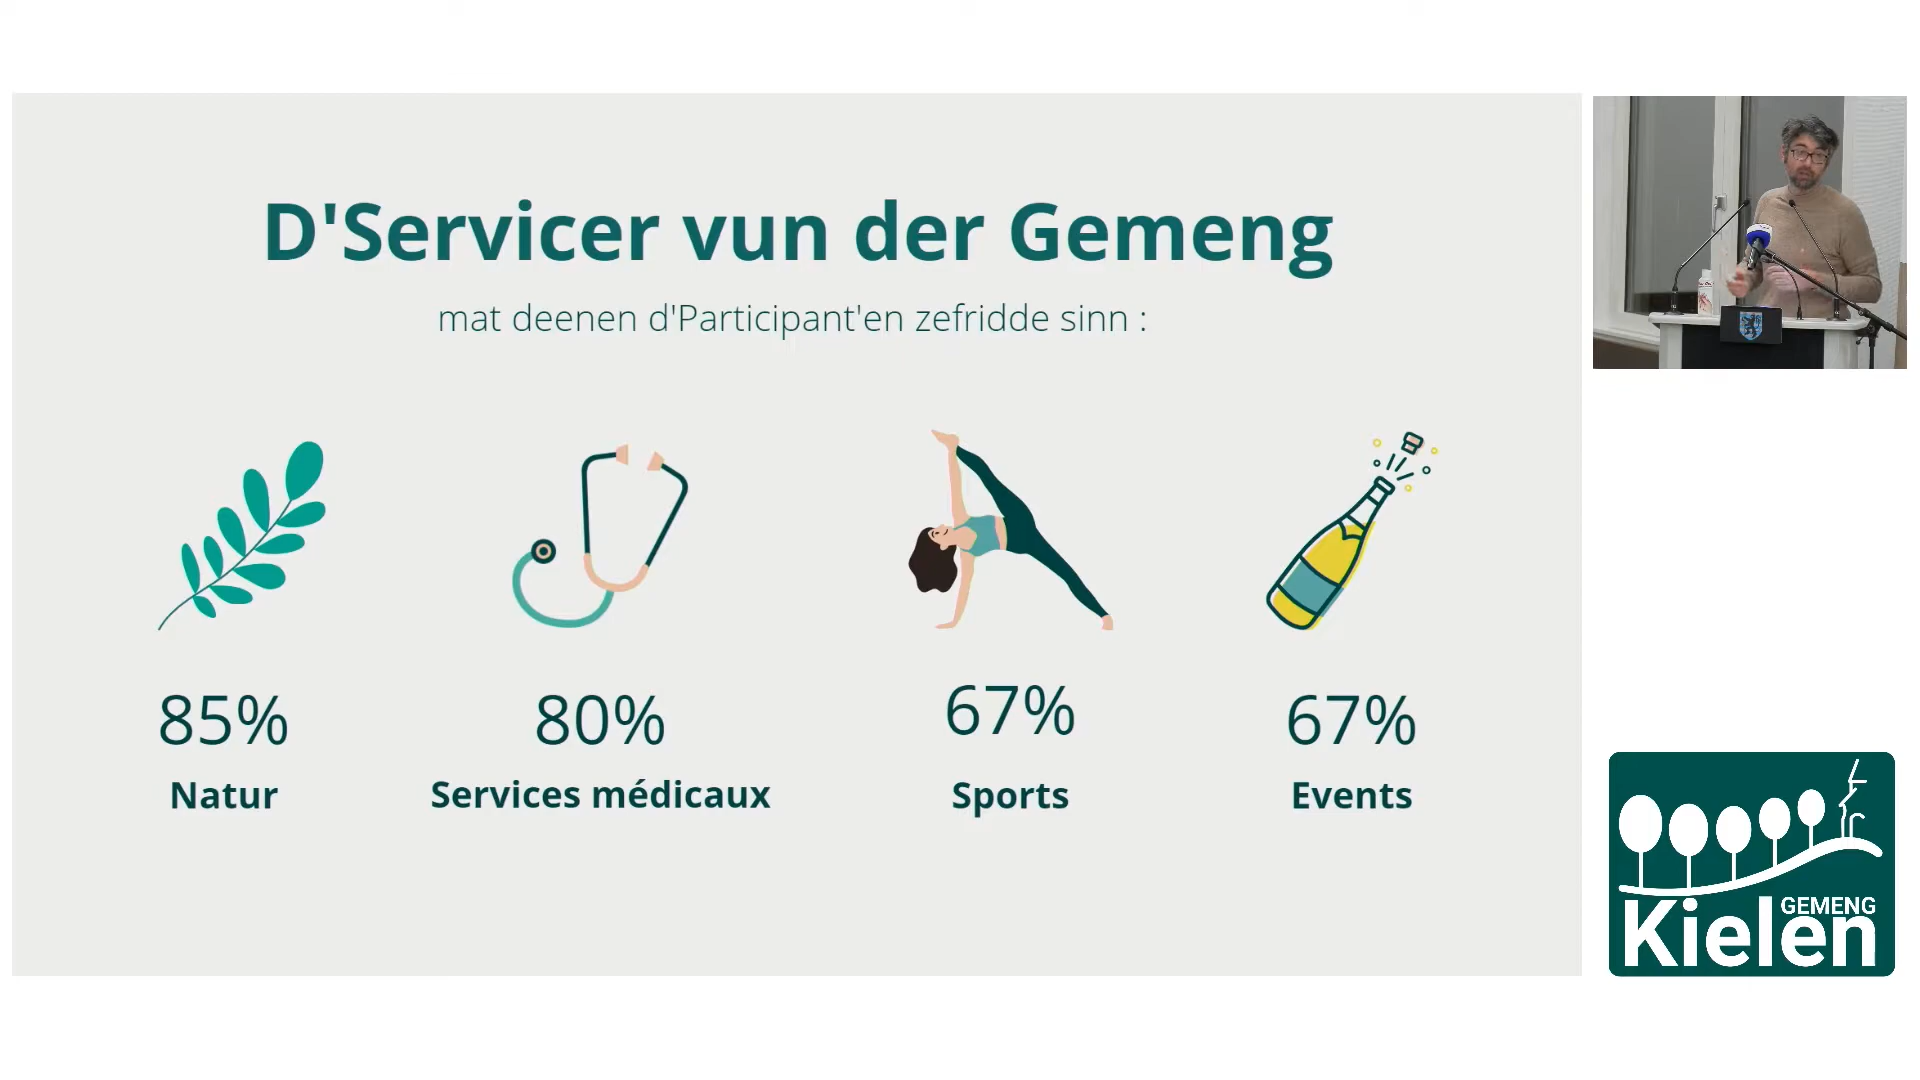 D'Servicer vun der Gemeng
mat deenen d'Participant'en zefridde sinn :
85%
Natur
80%
Services médicaux
67%
Sports
67%
Events
GEMENG
Kielen